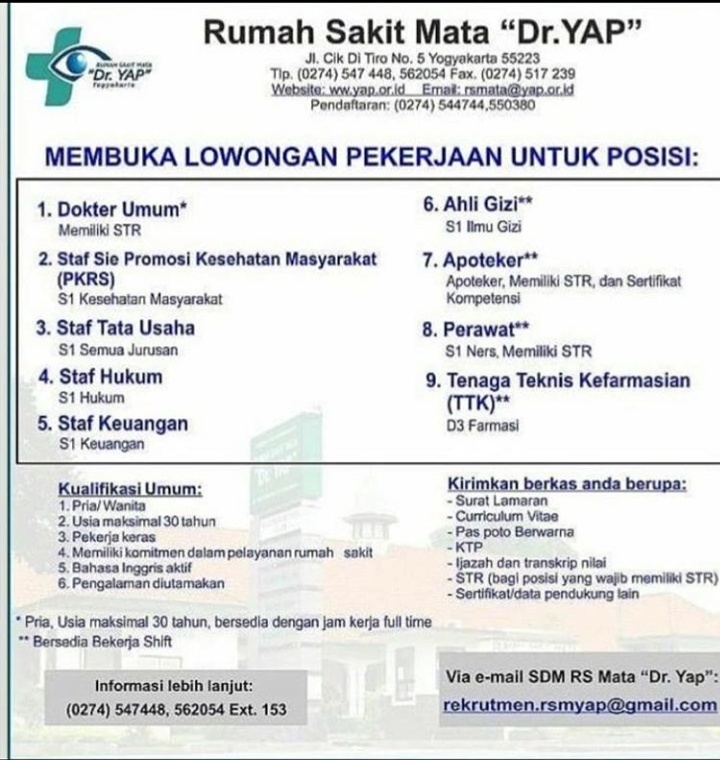 Rumah Sakit Mata "Dr.YAP"
Jl. Cik Di Tiro No. 5 Yogyakarta 55223
Tlp. (0274) 547 448, 562054 Fax. (0274) 517 239
Website: ww.yap.or.id Email: rsmata@yap.or.id
Pendaftaran: (0274) 544744,550380
RUMAH SAKIT MATA
"Dr. YAP"
Yogyakarta
MEMBUKA LOWONGAN PEKERJAAN UNTUK POSISI:
1. Dokter Umum*
Memiliki STR
2. Staf Sie Promosi Kesehatan Masyarakat
(PKRS)
S1 Kesehatan Masyarakat
3. Staf Tata Usaha
S1 Semua Jurusan
4. Staf Hukum
S1 Hukum
5. Staf Keuangan
S1 Keuangan
6. Ahli Gizi**
S1 Ilmu Gizi
7. Apoteker**
Apoteker, Memiliki STR, dan Sertifikat
Kompetensi
8. Perawat**
S1 Ners, Memiliki STR
9. Tenaga Teknis Kefarmasian
(TTK)**
D3 Farmasi
Kualifikasi Umum:
1. Pria/ Wanita
2. Usia maksimal 30 tahun
3. Pekerja keras
4. Memiliki komitmen dalam pelayanan rumah sakit
5. Bahasa Inggris aktif
6. Pengalaman diutamakan
Kirimkan berkas anda berupa:
- Surat Lamaran
- Curriculum Vitae
- Pas poto Berwarna
- KTP
- Ijazah dan transkrip nilai
- STR (bagi posisi yang wajib memiliki STR)
- Sertifikat/data pendukung lain
* Pria, Usia maksimal 30 tahun, bersedia dengan jam kerja full time
** Bersedia Bekerja Shift
Informasi lebih lanjut:
(0274) 547448, 562054 Ext. 153
Via e-mail SDM RS Mata "Dr. Yap":
rekrutmen.rsmyap@gmail.com